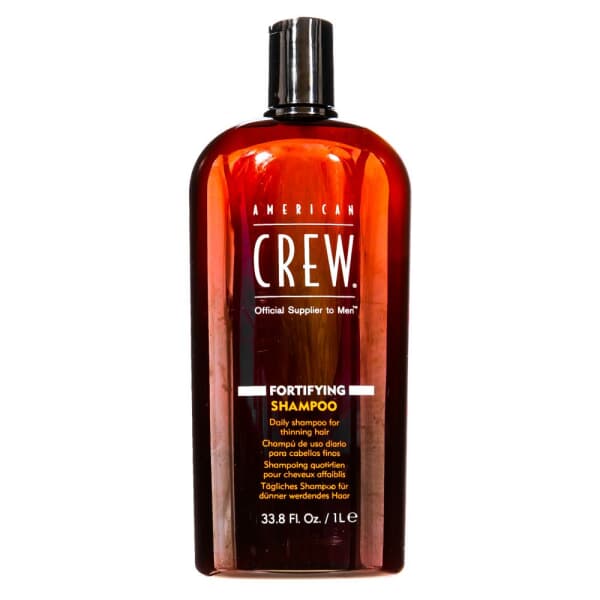 AMERICAN
CREW.
Official Supplier to Men™
FORTIFYING
SHAMPOO
Daily shampoo for
thinning hair
Champú de uso diario
para cabellos finos
Shampoing quotidien
pour cheveux affaiblis
Tägliches Shampoo für
dünner werdendes Haar
33.8 Fl. Oz. / 1L e